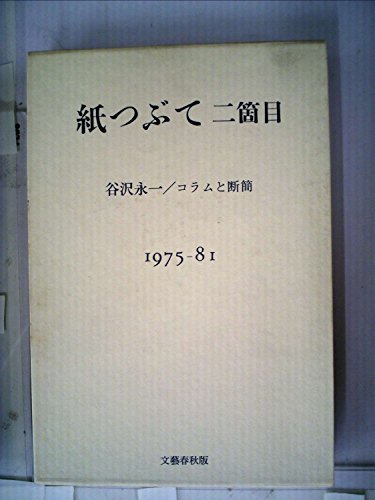 紙つぶて 二箇目
谷沢永一/コラムと断簡
1975-81
文藝春秋版